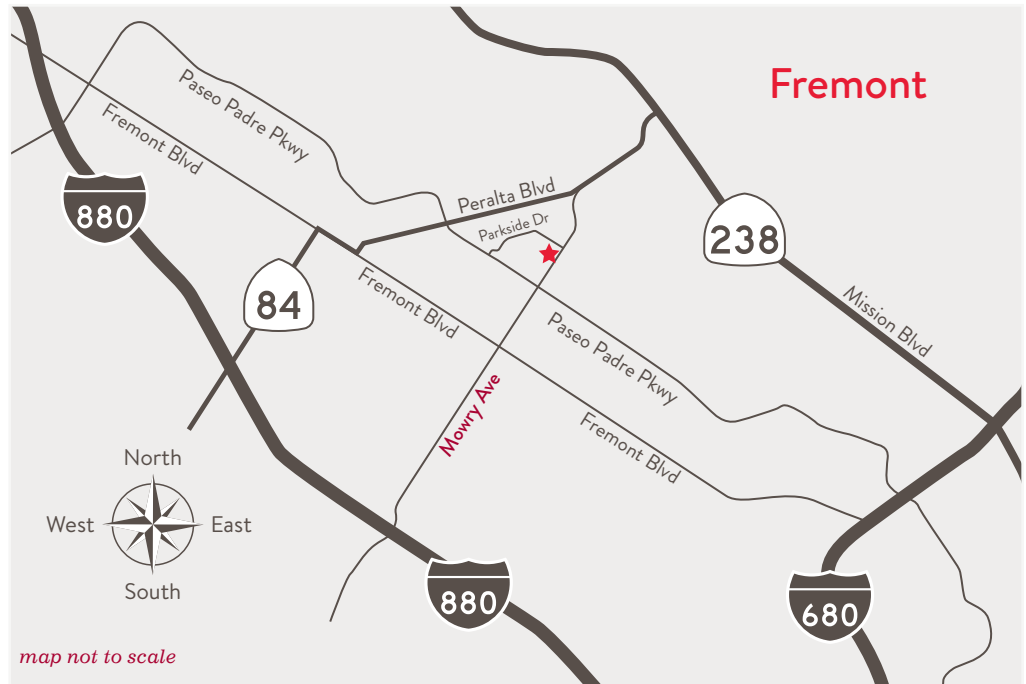 Fremont
Paseo Padre Pkwy
Fremont Blvd
880
Peralta Blvd
Parkside Dr
238
84
Fremont Blvd
Mission Blvd
Paseo Padre Pkwy
Mowry Ave
Fremont Blvd
North
West
East
South
880
680
map not to scale